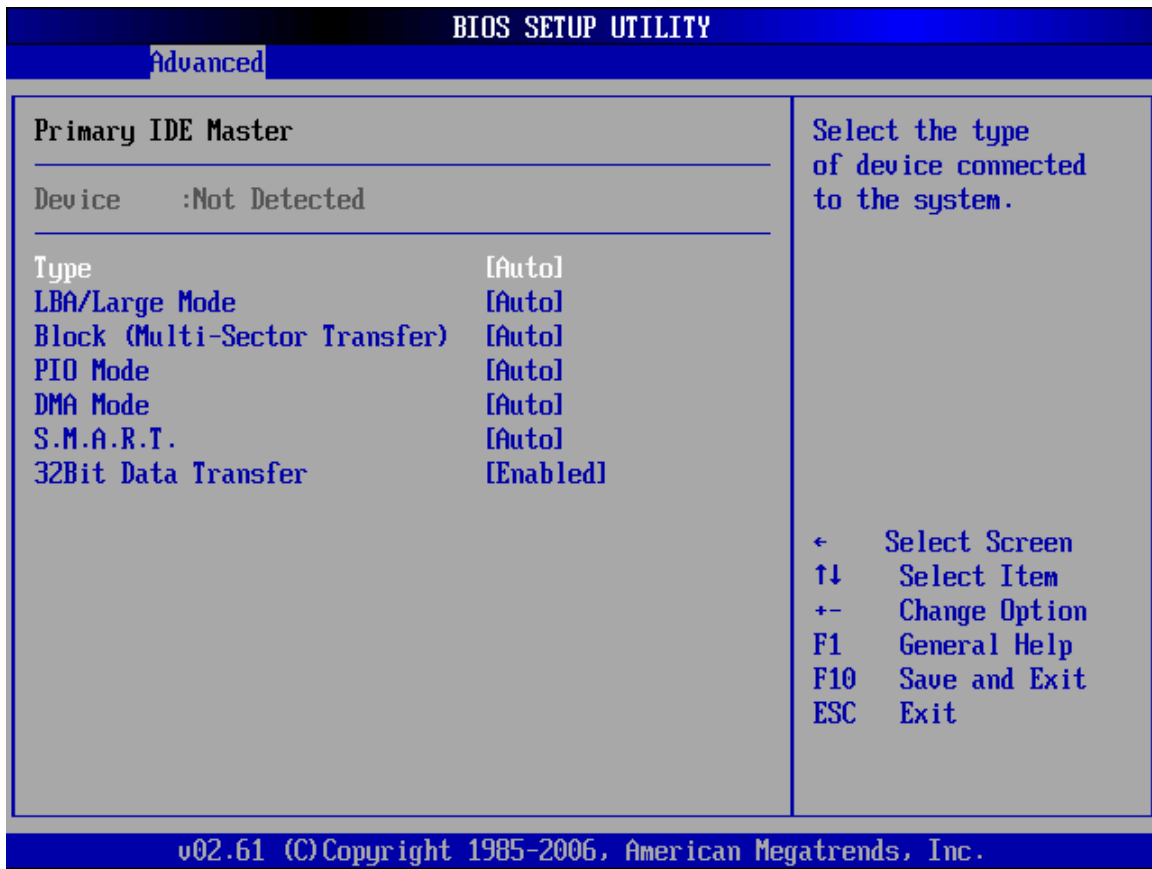 BIOS SETUP UTILITY
Advanced
Primary IDE Master
Device :Not Detected
Type [Auto]
LBA/Large Mode [Auto]
Block (Multi-Sector Transfer) [Auto]
PIO Mode [Auto]
DMA Mode [Auto]
S.M.A.R.T. [Auto]
32Bit Data Transfer [Enabled]
Select the type
of device connected
to the system.
← Select Screen
↑↓ Select Item
+- Change Option
F1 General Help
F10 Save and Exit
ESC Exit
v02.61 (C)Copyright 1985-2006, American Megatrends, Inc.